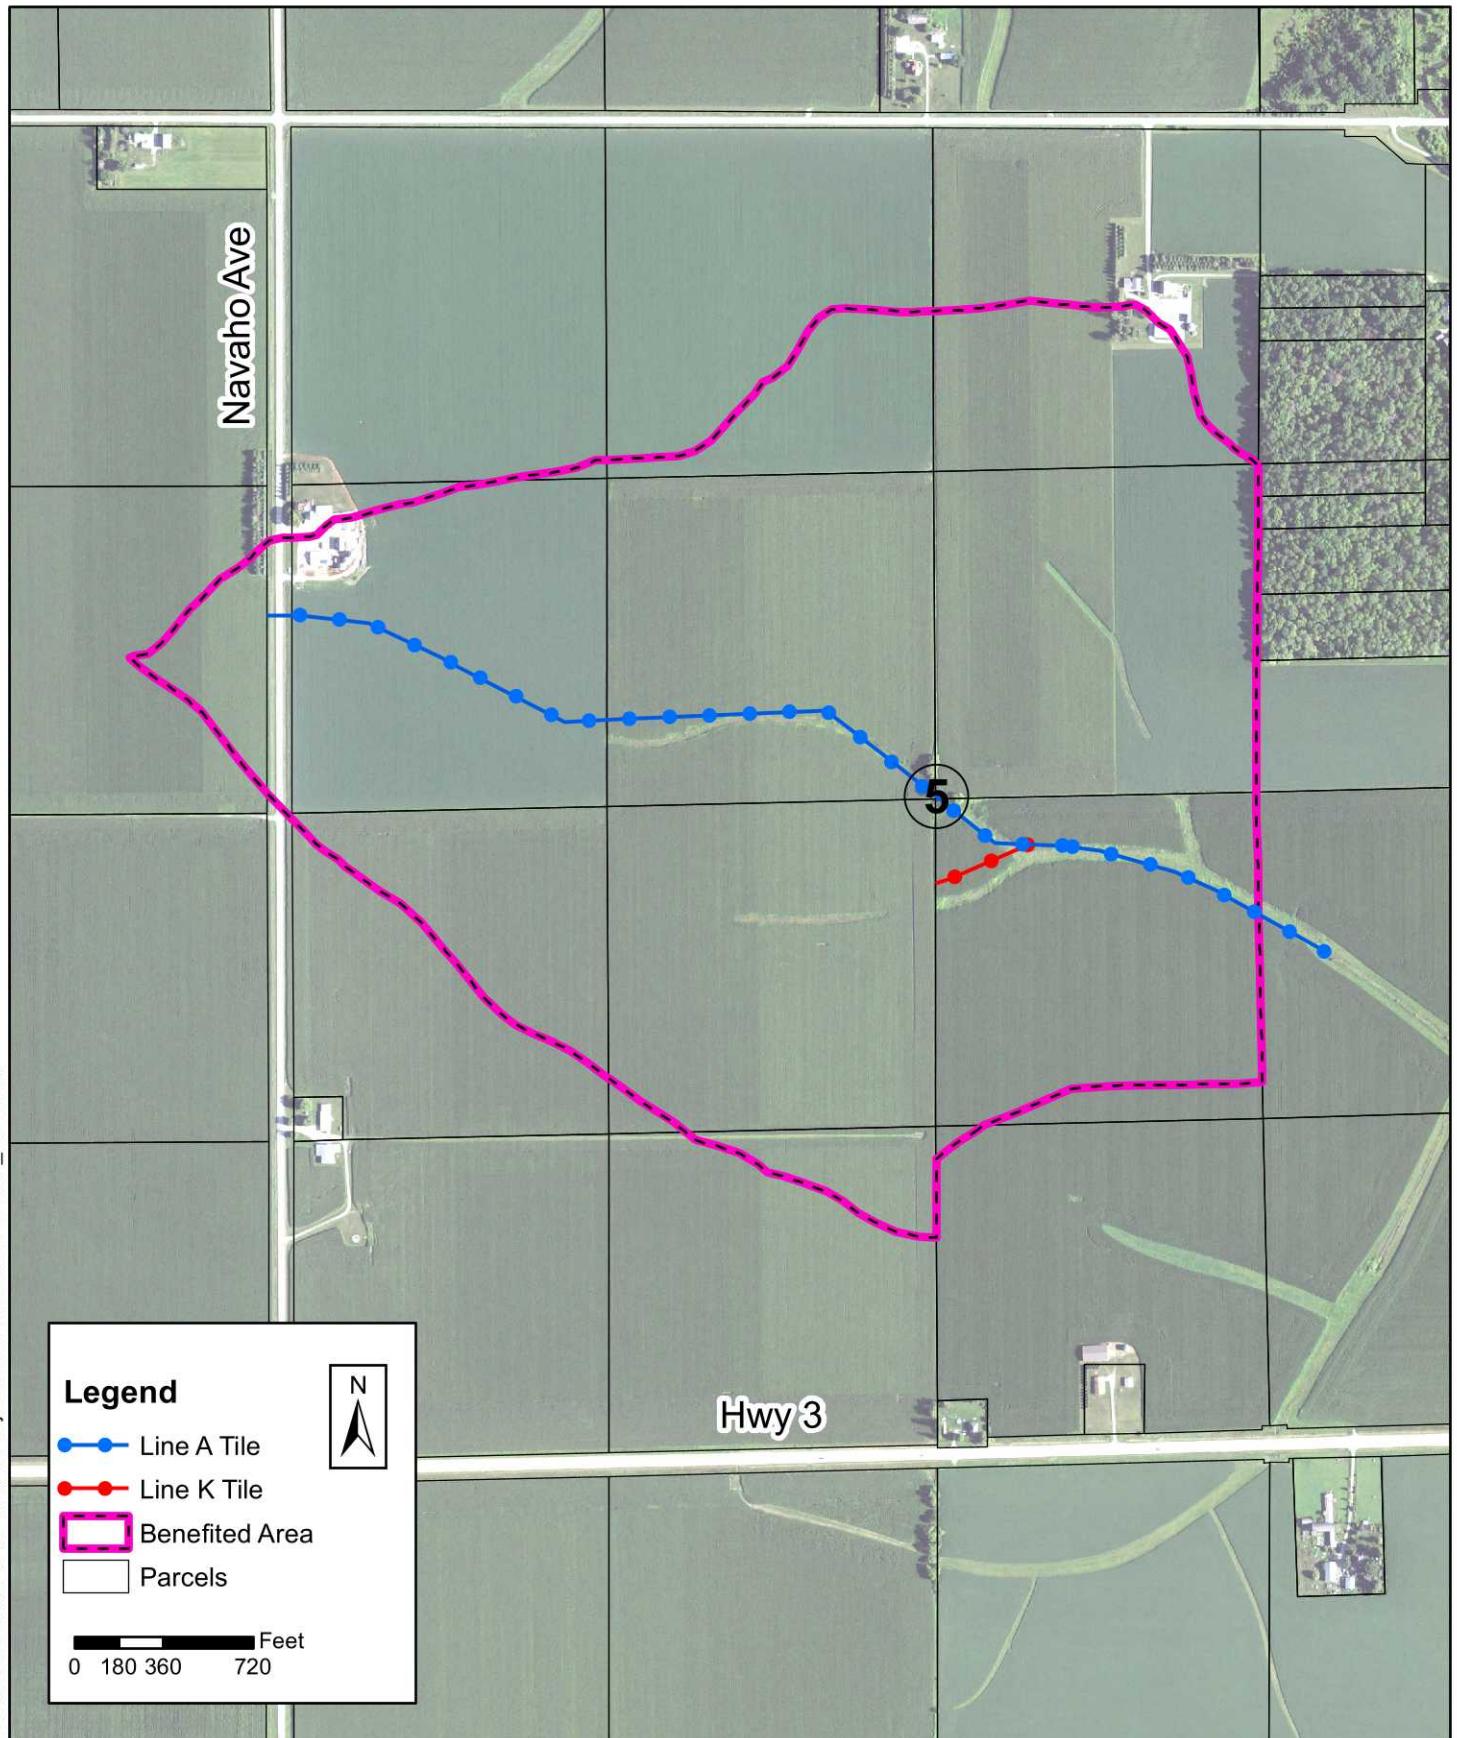 Navaho Ave
5
Hwy 3
Legend
N
Line A Tile
Line K Tile
Benefited Area
Parcels
Feet
0 180 360 720